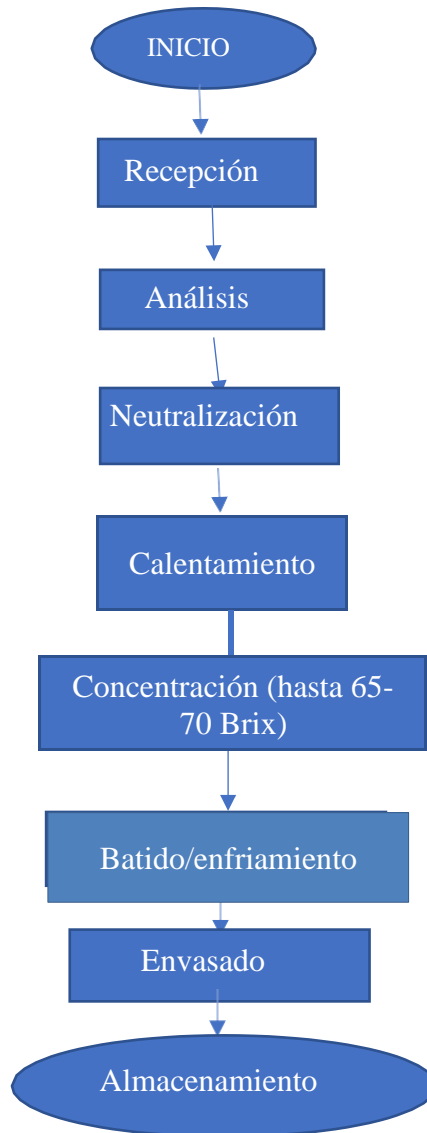 INICIO
Recepción
Análisis
Neutralización
Calentamiento
Concentración (hasta 65-
70 Brix)
Batido/enfriamiento
Envasado
Almacenamiento